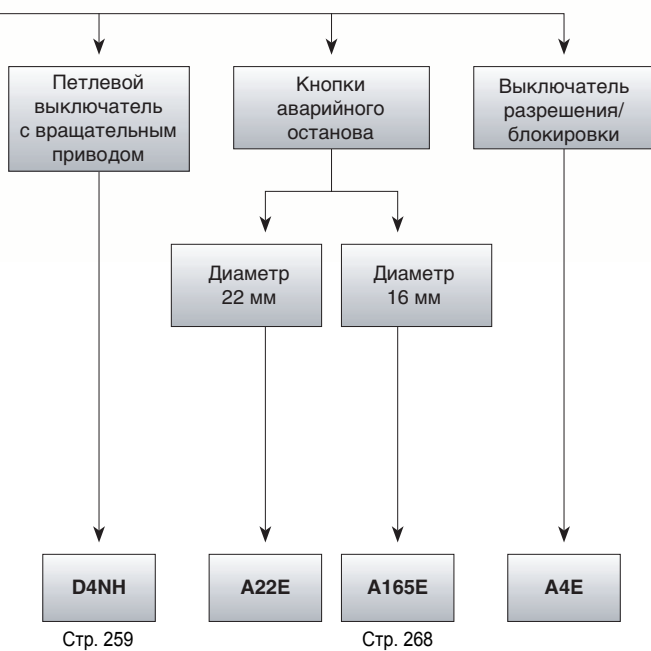 Петлевой
выключатель
с вращательным
приводом
Кнопки
аварийного
останова
Выключатель
разрешения/
блокировки
Диаметр
22 мм
Диаметр
16 мм
D4NH
A22E
A165E
A4E
Стр. 259
Стр. 268